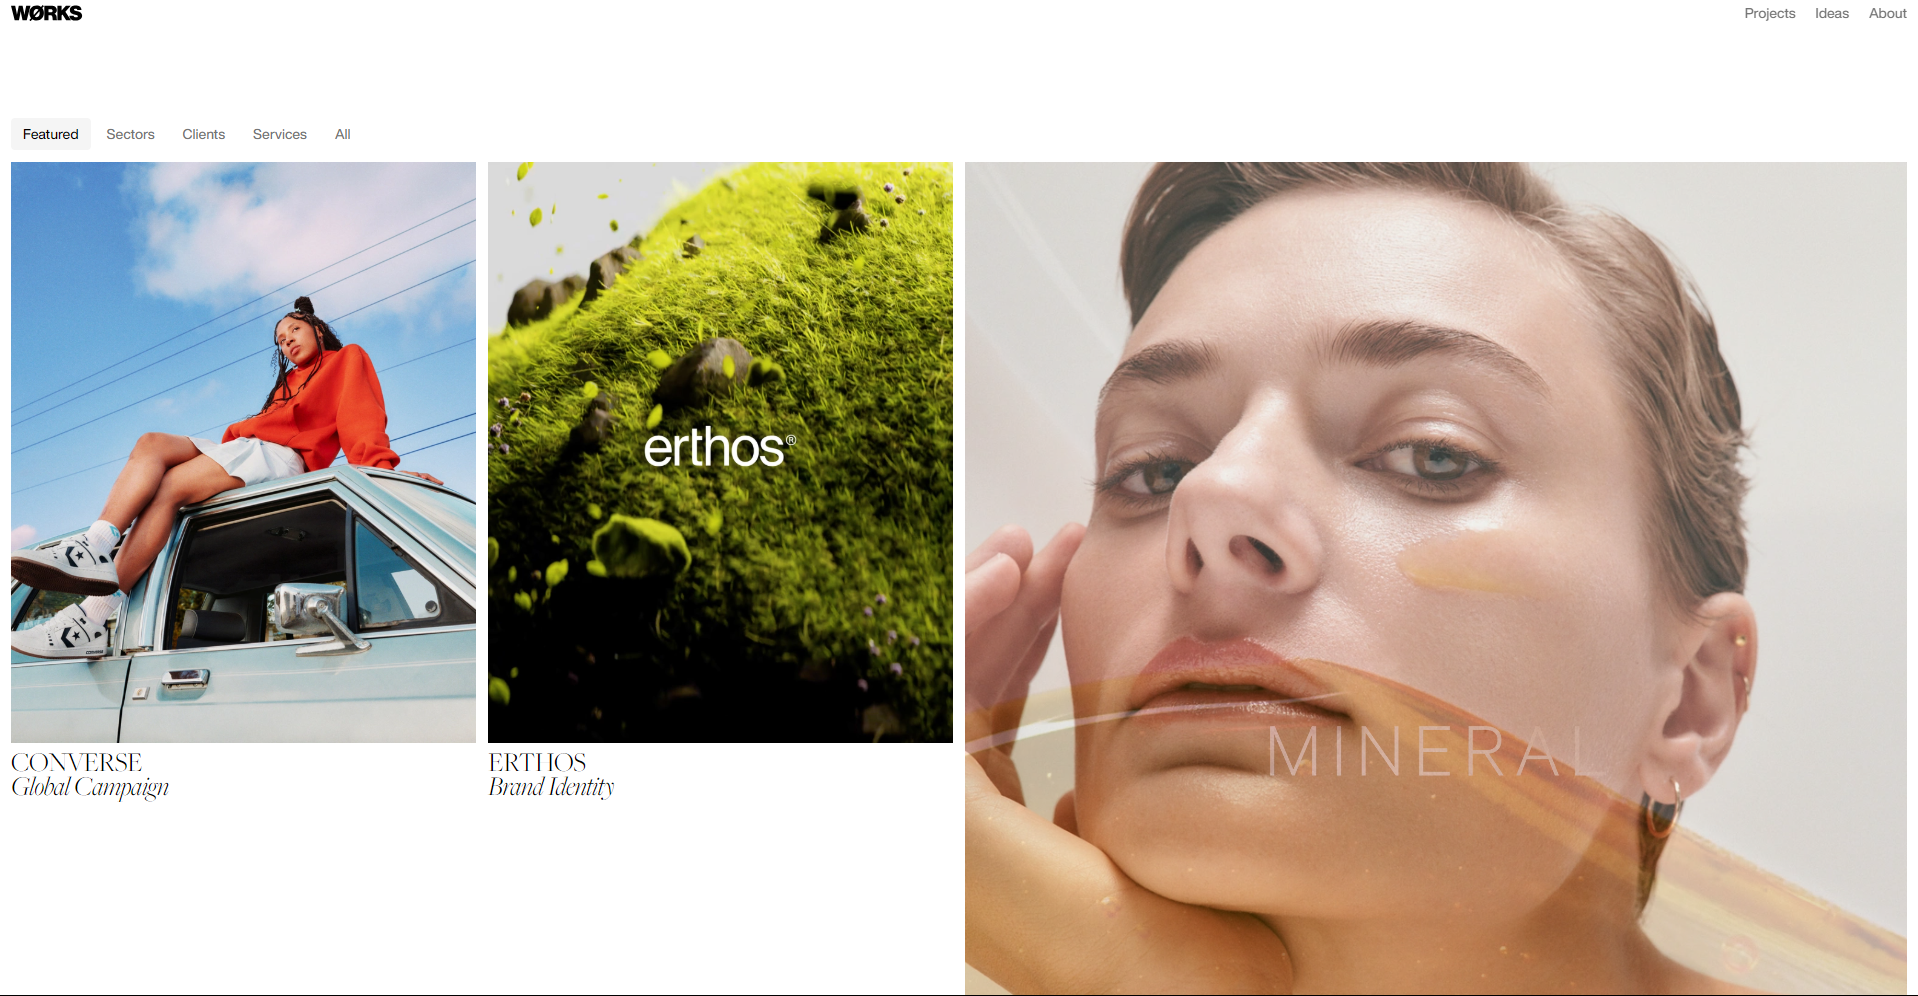 WØRKS
Projects
Ideas
About
Featured
Sectors
Clients
Services
All
erthos®
MINERAL
CONVERSE
Global Campaign
ERTHOS
Brand Identity